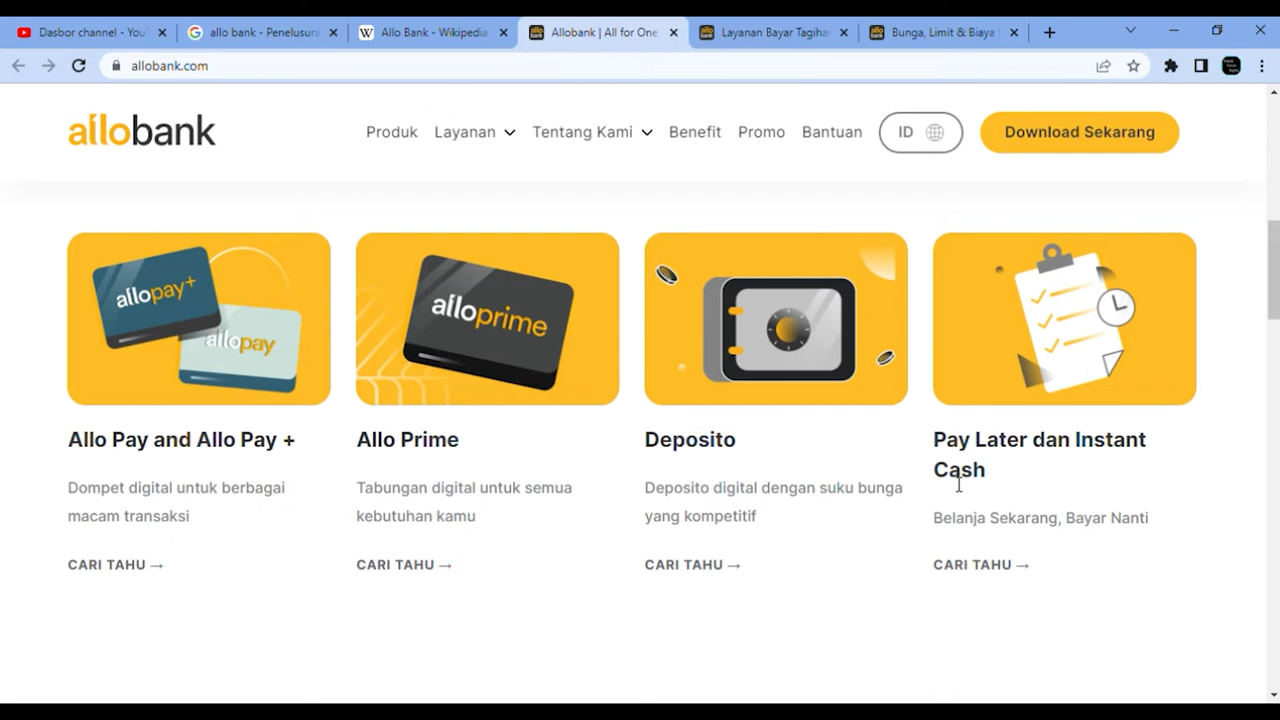 Dasbor channel - YouT
allo bank - Penelusura
Allo Bank - Wikipedia
Allobank | All for One,
Layanan Bayar Tagiha
Bunga, Limit & Biaya
allobank.com
allobank
Produk
Layanan
Tentang Kami
Benefit
Promo
Bantuan
ID
Download Sekarang
allopay+
allopay
alloprime
Allo Pay and Allo Pay +
Dompet digital untuk berbagai
macam transaksi
CARI TAHU →
Allo Prime
Tabungan digital untuk semua
kebutuhan kamu
CARI TAHU →
Deposito
Deposito digital dengan suku bunga
yang kompetitif
CARI TAHU →
Pay Later dan Instant
Cash
Belanja Sekarang, Bayar Nanti
CARI TAHU →